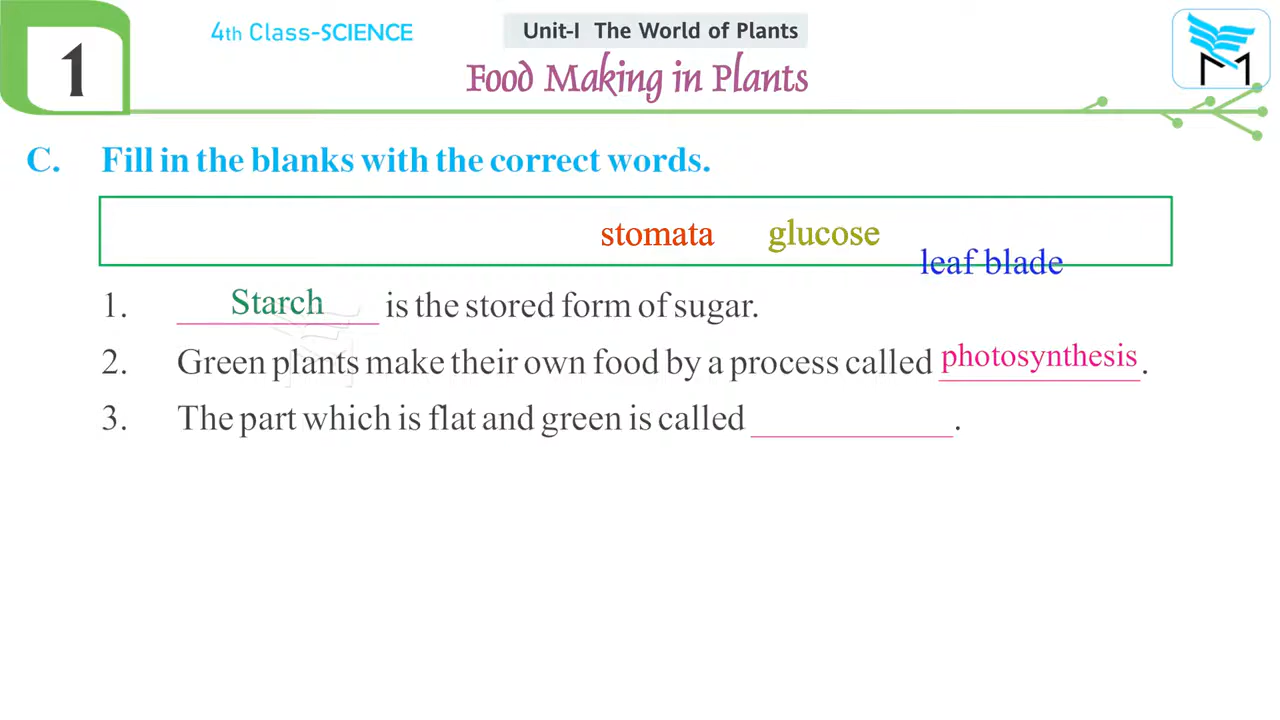 1
4th Class-SCIENCE
Unit-I The World of Plants
Food Making in Plants
M
C. Fill in the blanks with the correct words.
stomata glucose leaf blade
1. Starch is the stored form of sugar.
2. Green plants make their own food by a process called photosynthesis.
3. The part which is flat and green is called ____________.